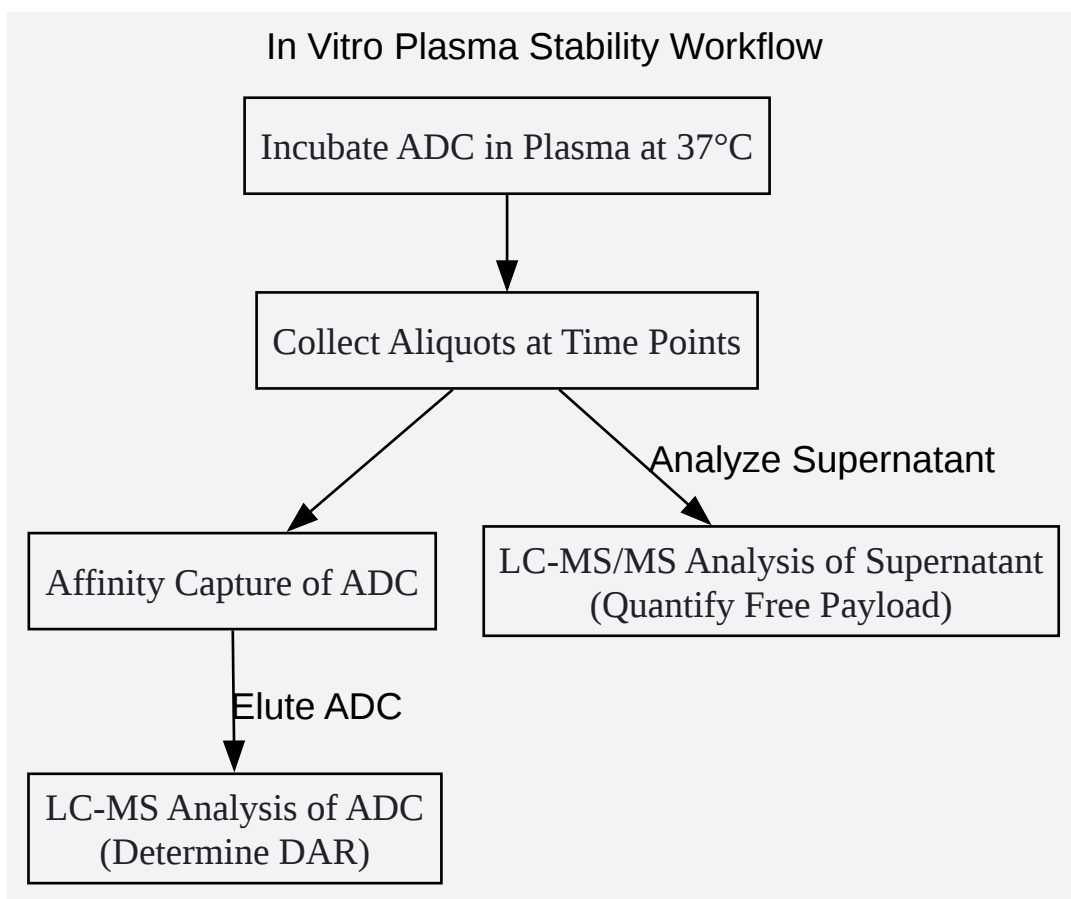 In Vitro Plasma Stability Workflow
Incubate ADC in Plasma at 37°C
Collect Aliquots at Time Points
Analyze Supernatant
Affinity Capture of ADC
LC-MS/MS Analysis of Supernatant
(Quantify Free Payload)
Elute ADC
LC-MS Analysis of ADC
(Determine DAR)